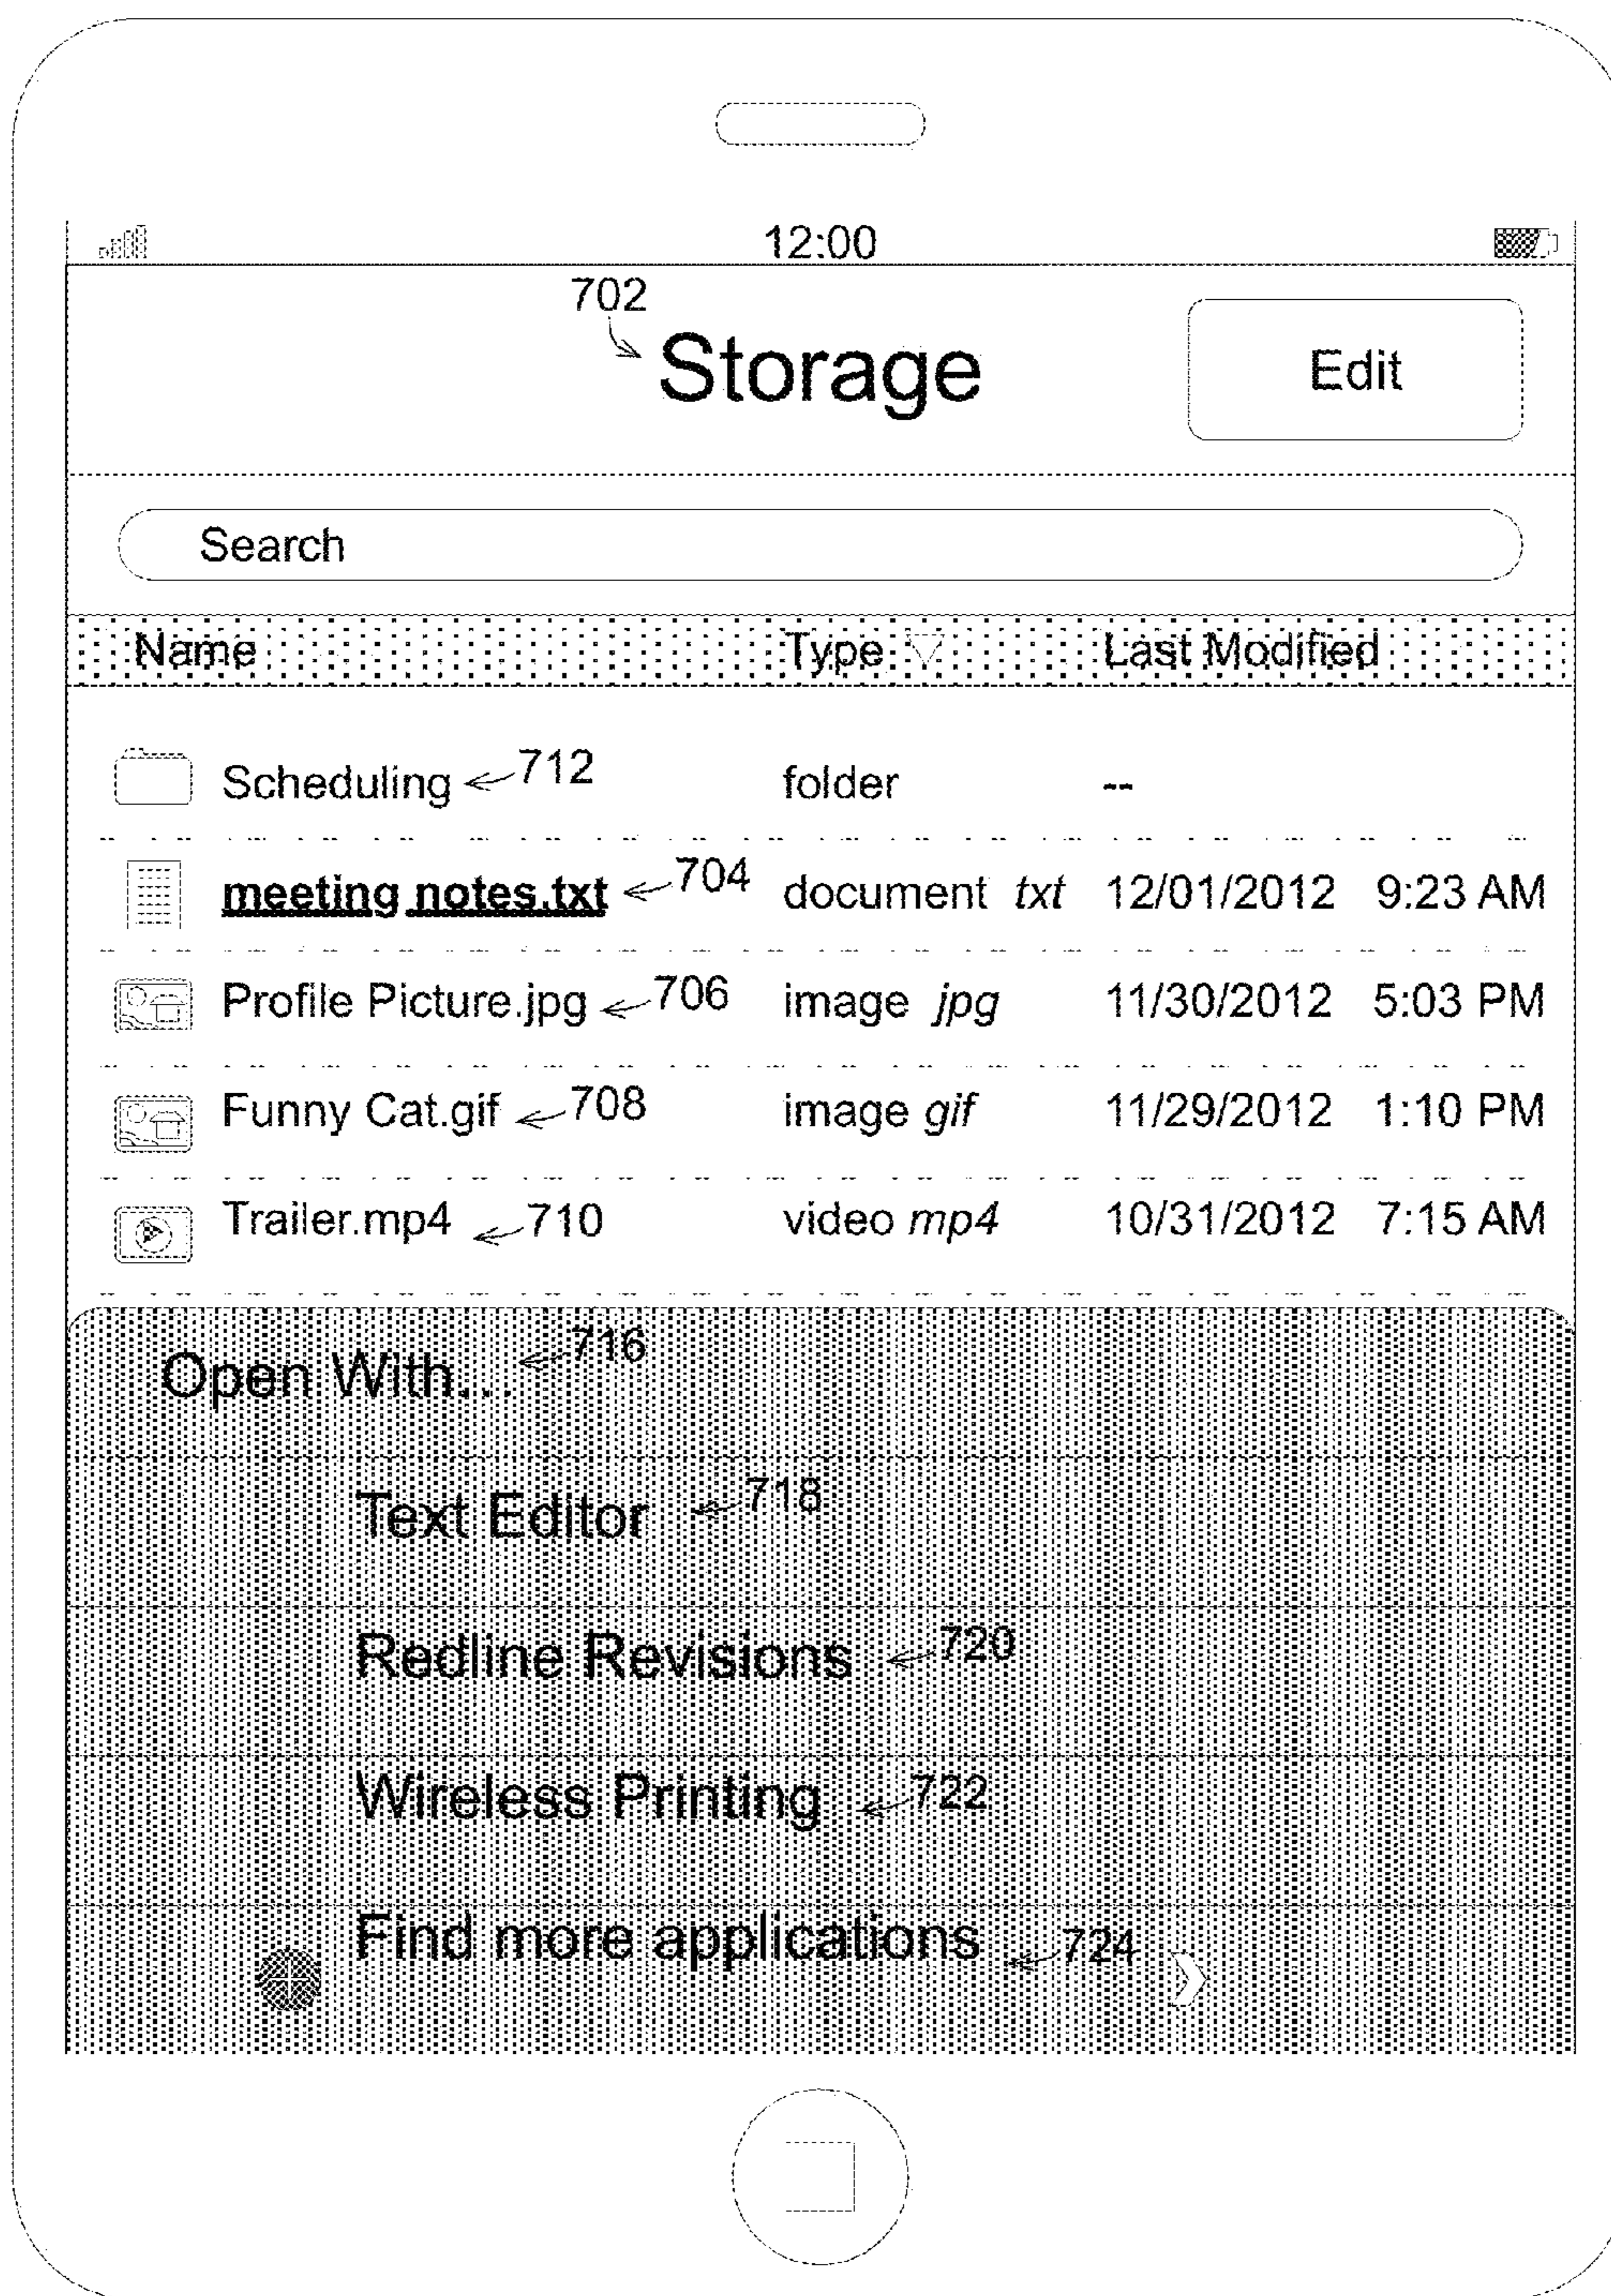 12:00
702
Storage
Edit
Search
Name Type Last Modified
Scheduling 712 folder --
meeting notes.txt 704 document txt 12/01/2012 9:23 AM
Profile Picture.jpg 706 image jpg 11/30/2012 5:03 PM
Funny Cat.gif 708 image gif 11/29/2012 1:10 PM
Trailer.mp4 710 video mp4 10/31/2012 7:15 AM
Open With... 716
Text Editor 718
Redline Revisions 720
Wireless Printing 722
Find more applications 724